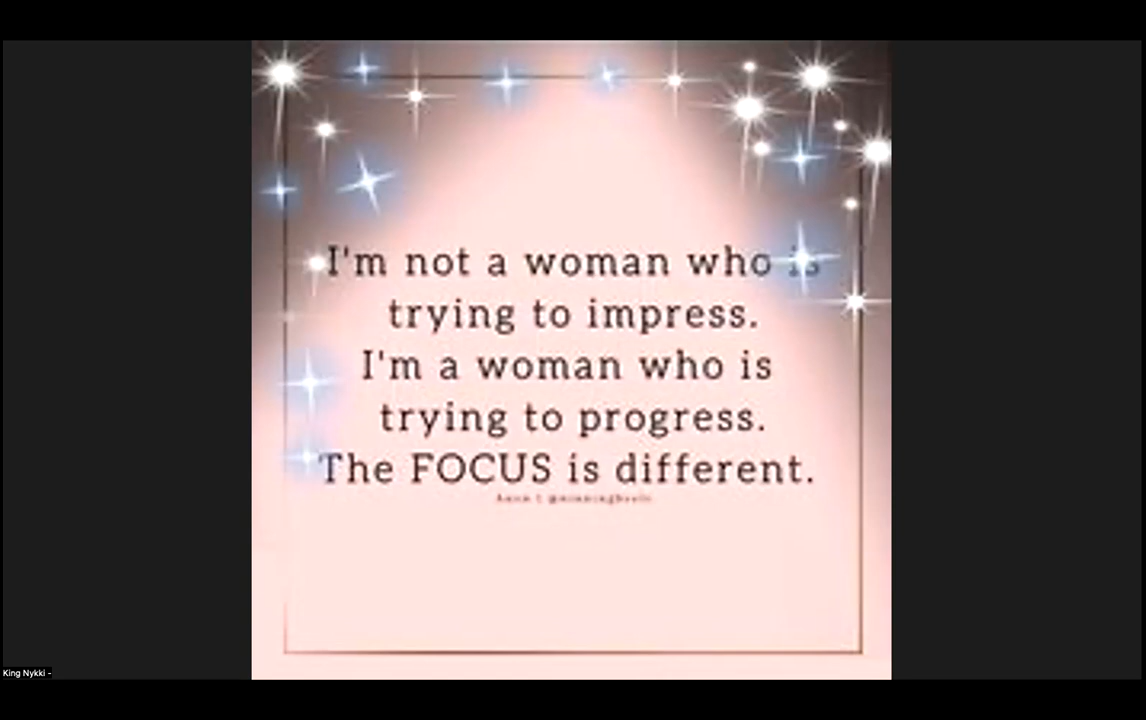 I'm not a woman who is
trying to impress.
I'm a woman who is
trying to progress.
The FOCUS is different.
King Nykki -